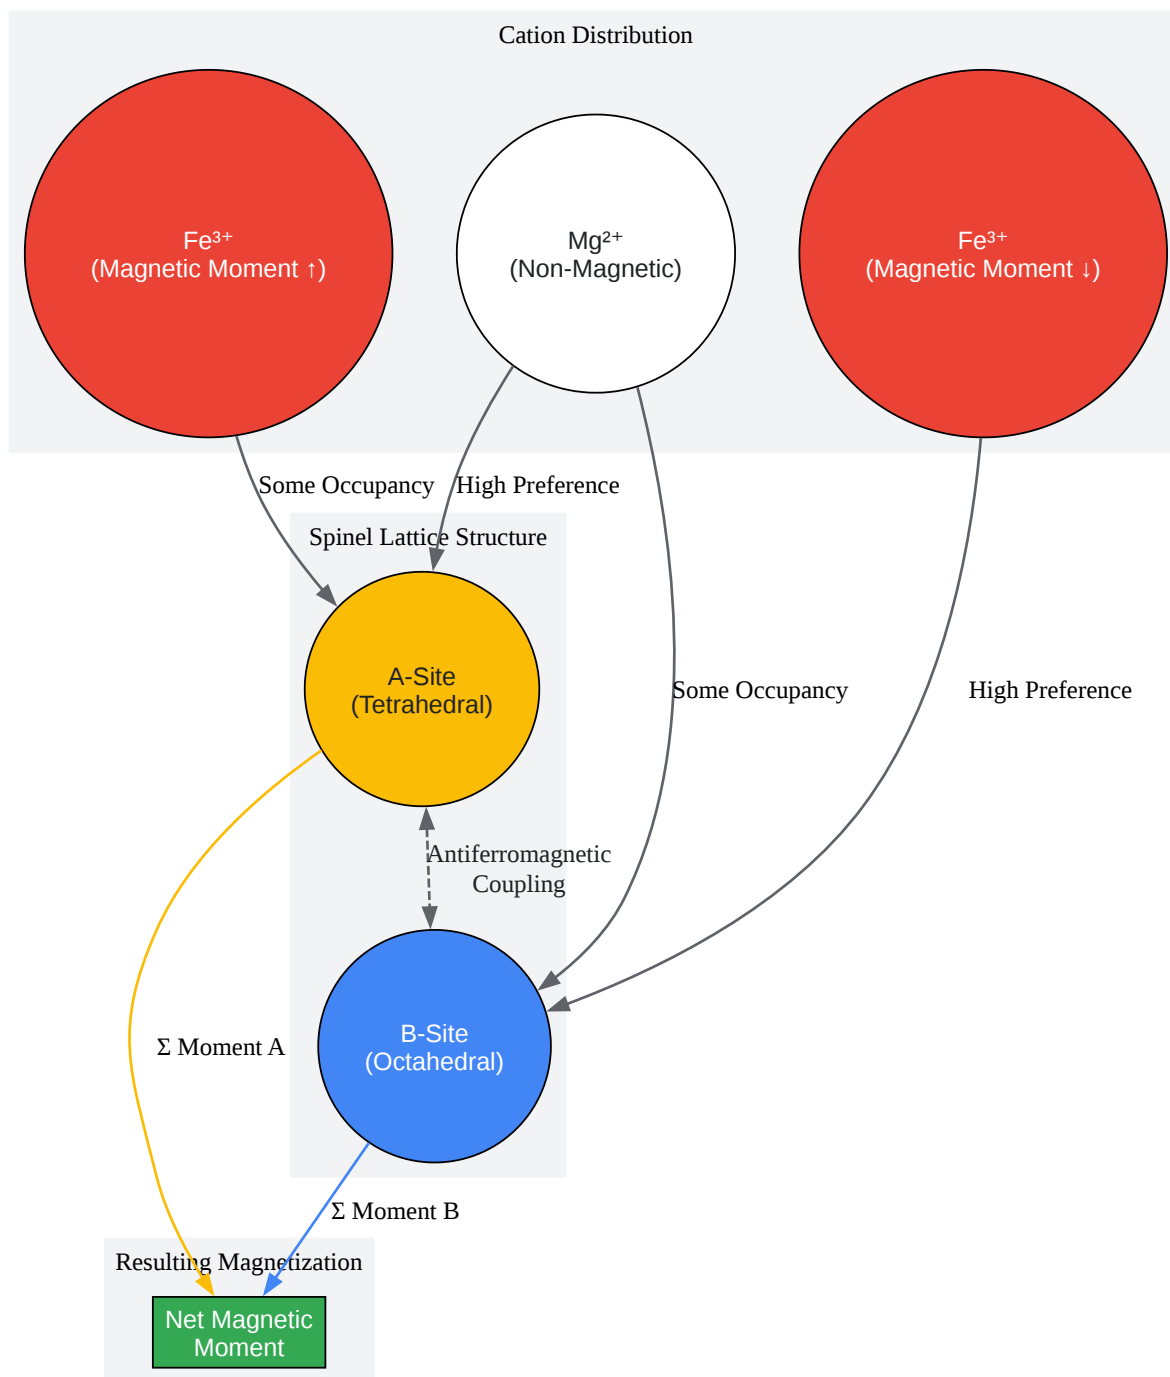 Cation Distribution
Fe³⁺
(Magnetic Moment ↑)
Mg²⁺
(Non-Magnetic)
Fe³⁺
(Magnetic Moment ↓)
Some Occupancy
High Preference
Spinel Lattice Structure
A-Site
(Tetrahedral)
Some Occupancy
High Preference
Antiferromagnetic
Coupling
B-Site
(Octahedral)
Σ Moment A
Σ Moment B
Resulting Magnetization
Net Magnetic
Moment